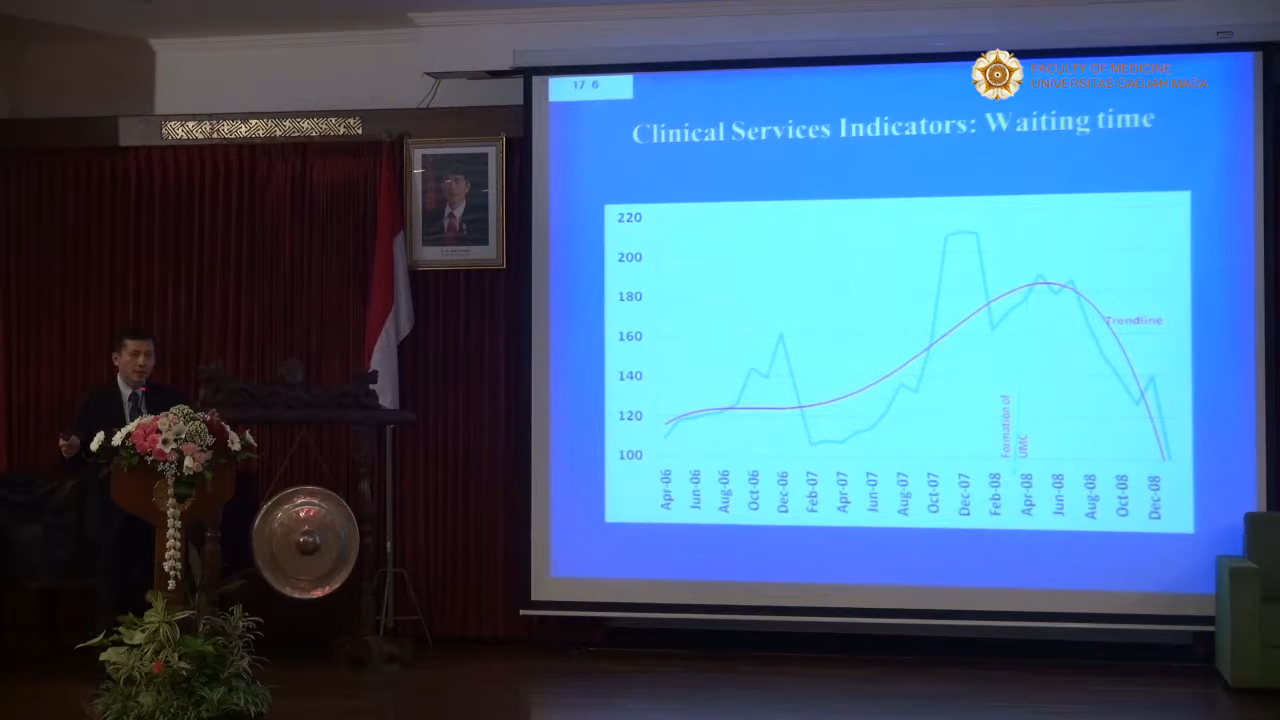 17 6
FACULTY OF MEDICINE
UNIVERSITAS GADJAH MADA
Clinical Services Indicators: Waiting time
220
200
180
160
140
120
100
Trendline
Formation of
UMC
Apr-06
Jun-06
Aug-06
Oct-06
Dec-06
Feb-07
Apr-07
Jun-07
Aug-07
Oct-07
Dec-07
Feb-08
Apr-08
Jun-08
Aug-08
Oct-08
Dec-08